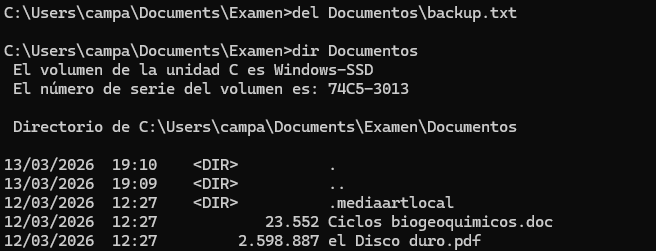 C:\Users\campa\Documents\Examen>del Documentos\backup.txt
C:\Users\campa\Documents\Examen>dir Documentos
El volumen de la unidad C es Windows-SSD
El número de serie del volumen es: 74C5-3013
Directorio de C:\Users\campa\Documents\Examen\Documentos
13/03/2026  19:10    <DIR>          .
13/03/2026  19:09    <DIR>          ..
12/03/2026  12:27    <DIR>          .mediaartlocal
12/03/2026  12:27            23.552 Ciclos biogeoquimicos.doc
12/03/2026  12:27         2.598.887 el Disco duro.pdf